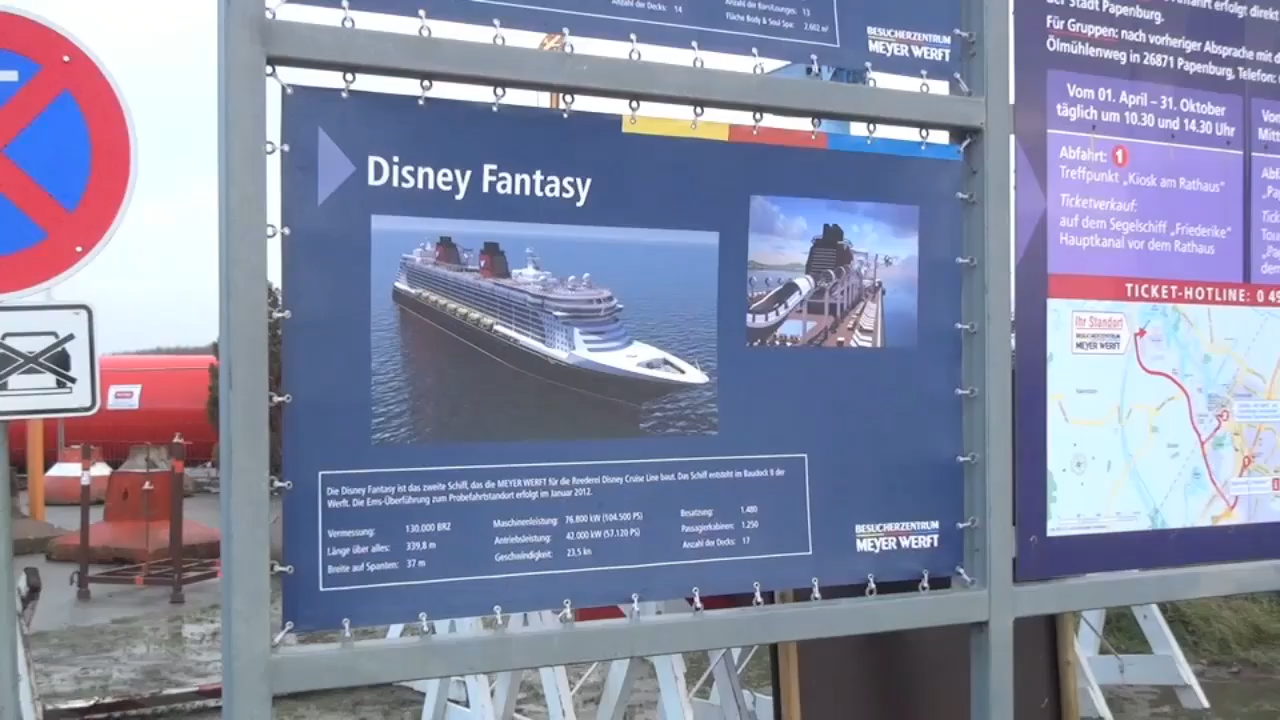 Anzahl der Decks: 14
Anzahl der Bars/Lounges: 13
Fläche Body & Soul Spa: 2.602 m²
BESUCHERZENTRUM
MEYER WERFT
Disney Fantasy
Die Disney Fantasy ist das zweite Schiff, das die MEYER WERFT für die Reederei Disney Cruise Line baut. Das Schiff entsteht im Baudock II der
Werft. Die Ems-Überführung zum Probefahrtstandort erfolgt im Januar 2012.
Vermessung: 130.000 BRZ
Länge über alles: 339,8 m
Breite auf Spanten: 37 m
Maschinenleistung: 76.800 kW (104.500 PS)
Antriebsleistung: 42.000 kW (57.120 PS)
Geschwindigkeit: 23,5 kn
Besatzung: 1.480
Passagierkabinen: 1.250
Anzahl der Decks: 17
BESUCHERZENTRUM
MEYER WERFT
erfolgt direkt
der Stadt Papenburg.
Für Gruppen: nach vorheriger Absprache mit d
Ölmühlenweg in 26871 Papenburg, Telefon:
Vom 01. April – 31. Oktober
täglich um 10.30 und 14.30 Uhr
Abfahrt: 1
Treffpunkt „Kiosk am Rathaus"
Ticketverkauf:
auf dem Segelschiff „Friederike"
Hauptkanal vor dem Rathaus
TICKET-HOTLINE: 0 49
Ihr Standort
BESUCHERZENTRUM
MEYER WERFT